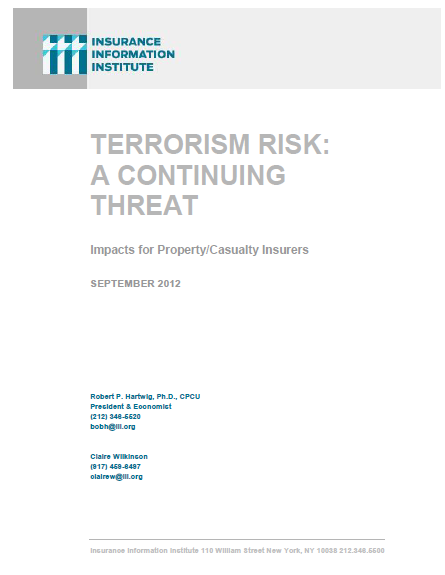 INSURANCE
INFORMATION
INSTITUTE
TERRORISM RISK:
A CONTINUING
THREAT
Impacts for Property/Casualty Insurers
SEPTEMBER 2012
Robert P. Hartwig, Ph.D., CPCU
President & Economist
(212) 346-5520
bobh@iii.org
Claire Wilkinson
(917) 459-6497
clairew@iii.org
Insurance Information Institute 110 William Street New York, NY 10038 212.346.5500